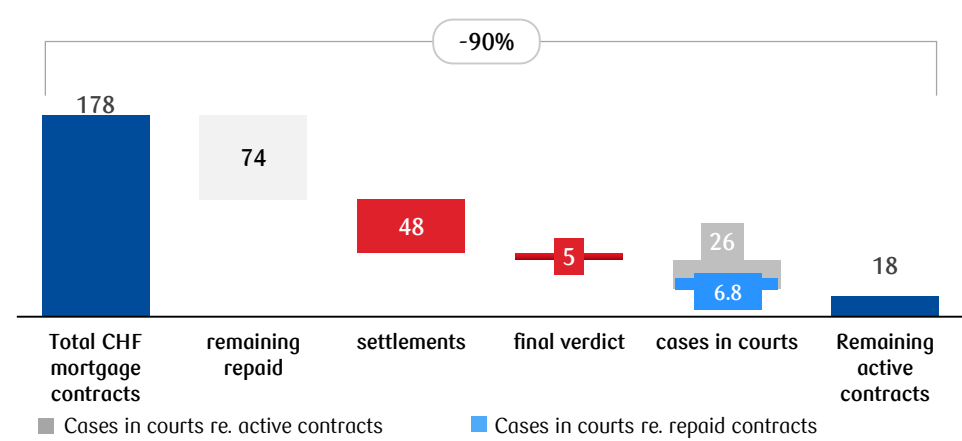 -90%
178
74
48
5
26
6.8
18
Total CHF
mortgage
contracts
remaining
repaid
settlements
final verdict
cases in courts
Remaining
active
contracts
Cases in courts re. active contracts
Cases in courts re. repaid contracts